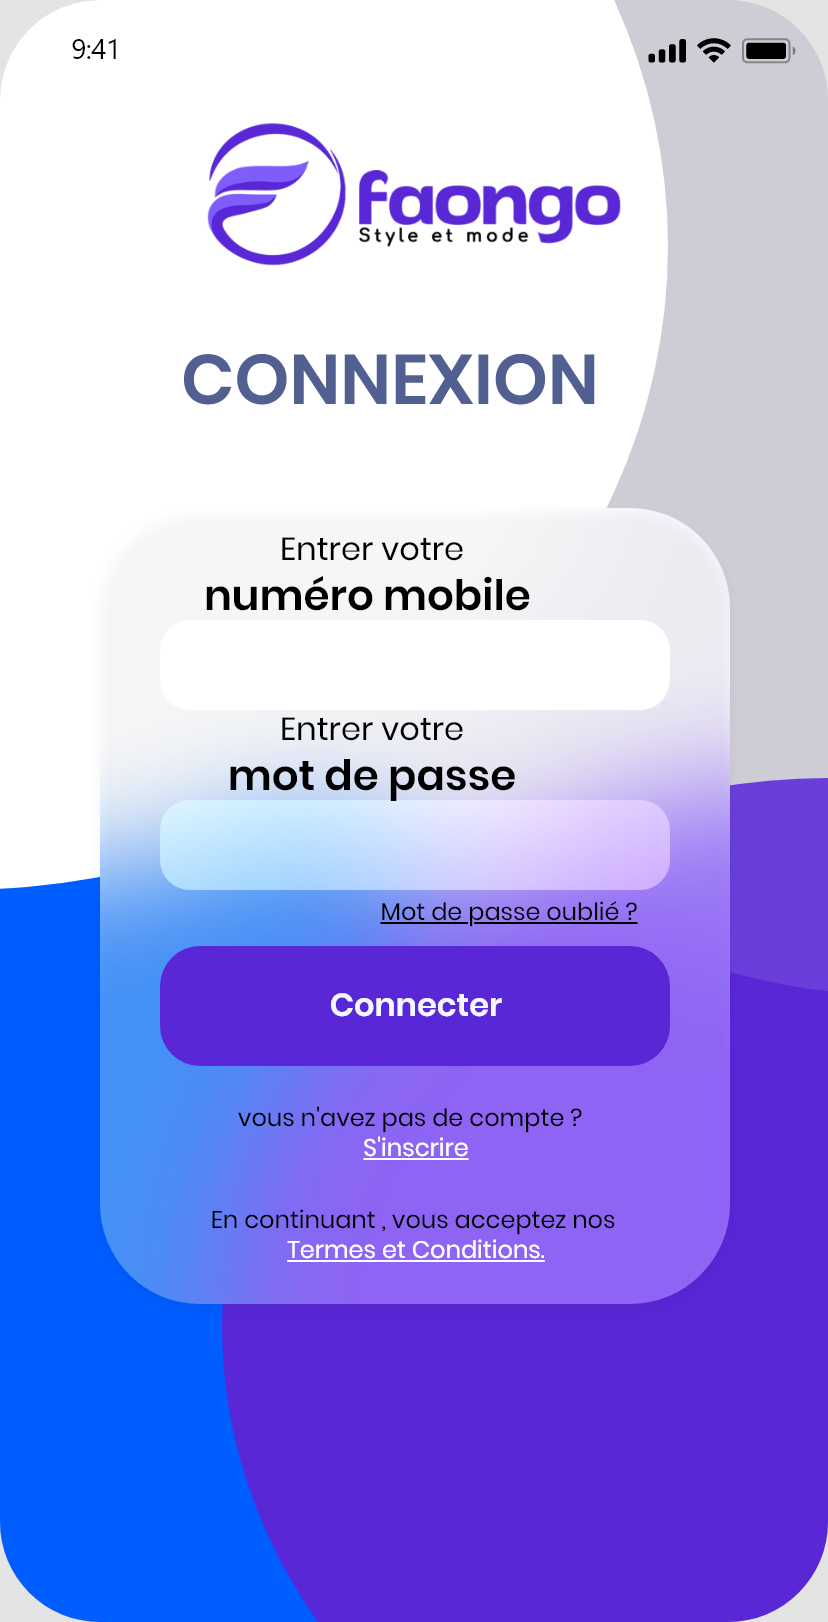 9:41
faongo
Style et mode
CONNEXION
Entrer votre
numéro mobile
Entrer votre
mot de passe
Mot de passe oublié ?
Connecter
vous n'avez pas de compte ?
S'inscrire
En continuant , vous acceptez nos
Termes et Conditions.